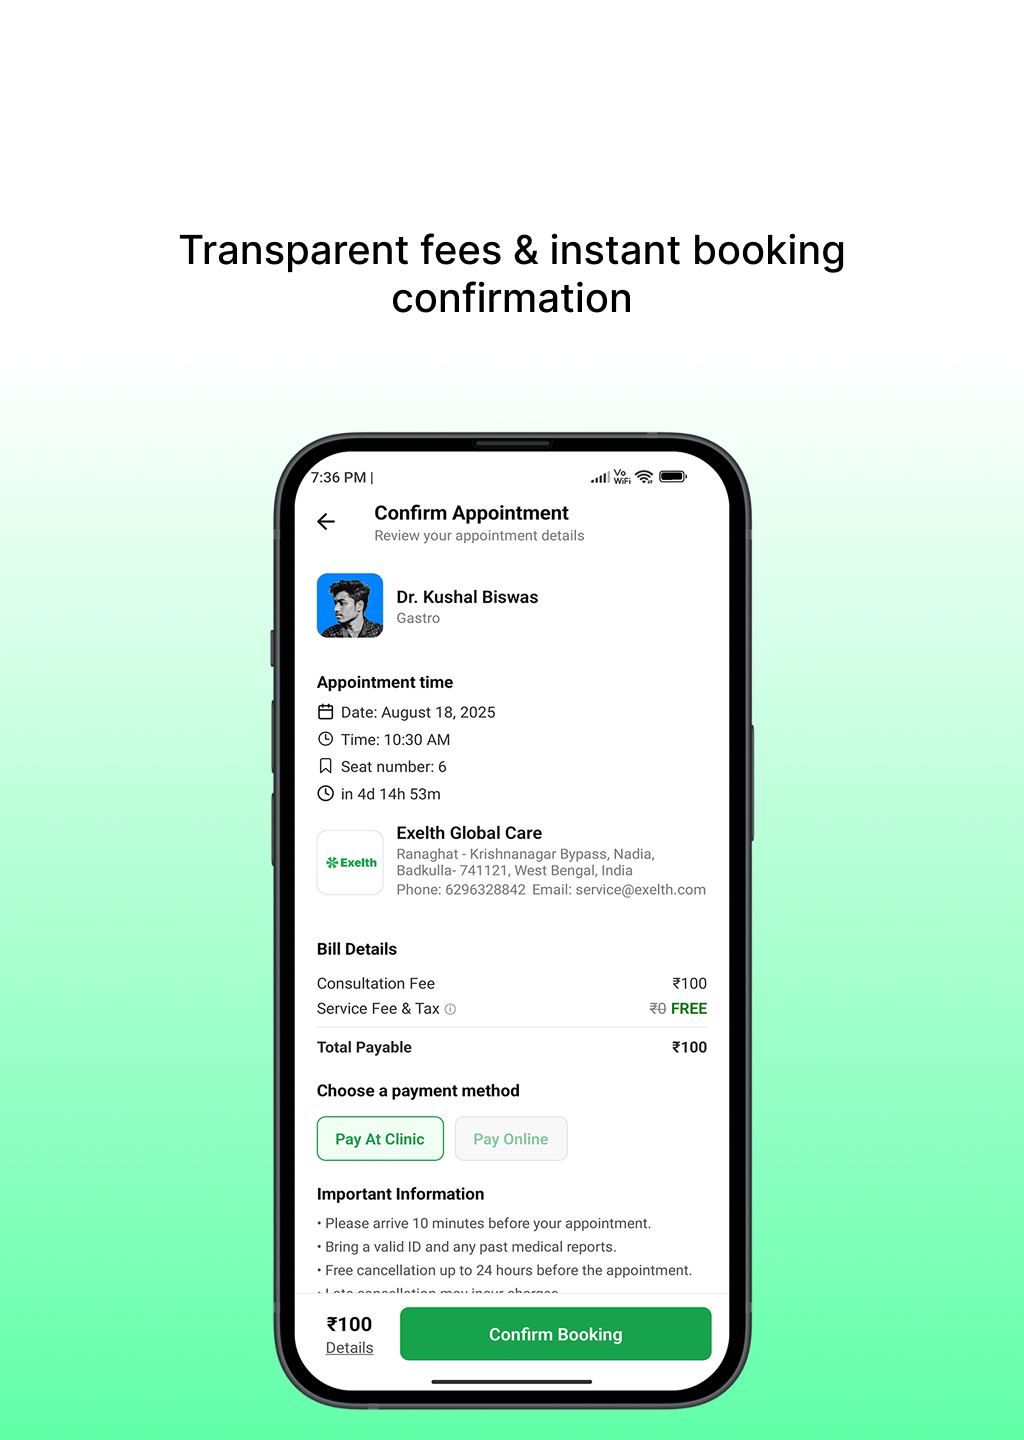 Transparent fees & instant booking
confirmation
7:36 PM |
Vo
WiFi
Confirm Appointment
Review your appointment details
Dr. Kushal Biswas
Gastro
Appointment time
Date: August 18, 2025
Time: 10:30 AM
Seat number: 6
in 4d 14h 53m
Exelth
Exelth Global Care
Ranaghat - Krishnanagar Bypass, Nadia,
Badkulla- 741121, West Bengal, India
Phone: 6296328842 Email: service@exelth.com
Bill Details
Consultation Fee ₹100
Service Fee & Tax ₹0 FREE
Total Payable ₹100
Choose a payment method
Pay At Clinic Pay Online
Important Information
• Please arrive 10 minutes before your appointment.
• Bring a valid ID and any past medical reports.
• Free cancellation up to 24 hours before the appointment.
• Late cancellation may incur charges.
₹100
Details
Confirm Booking